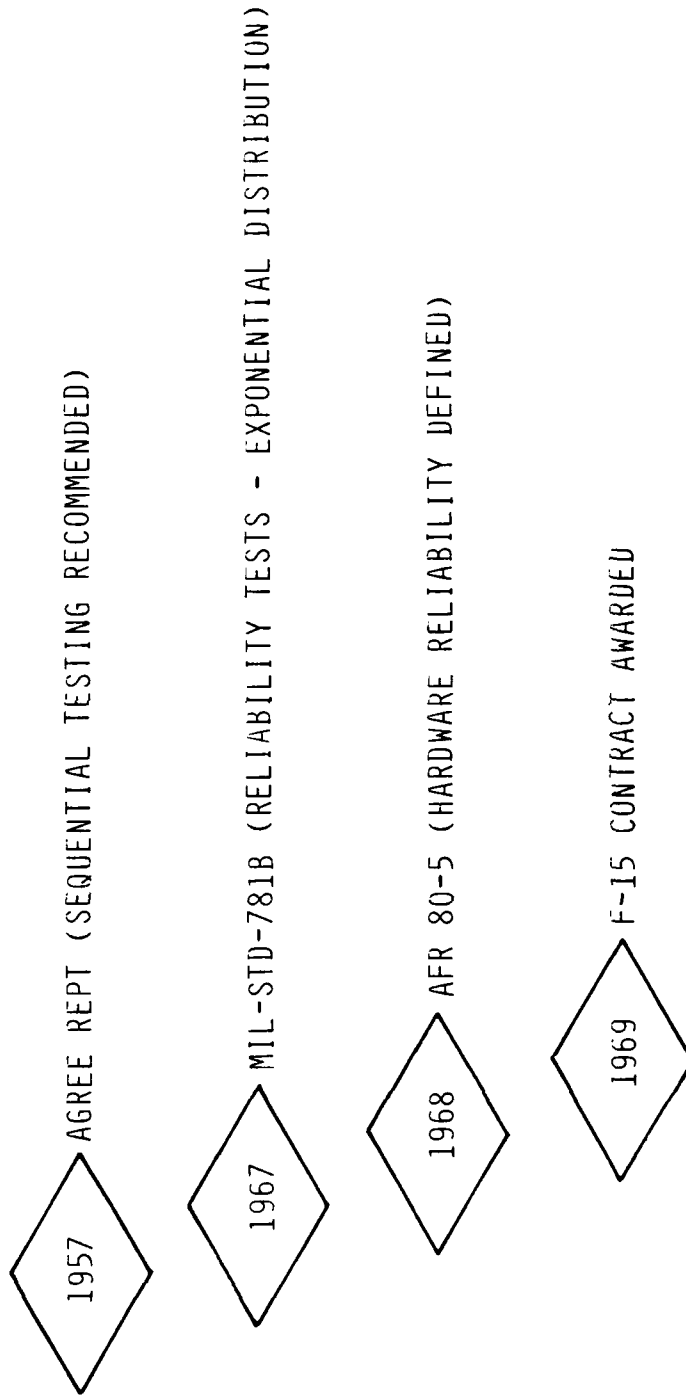 1957 AGREE REPT (SEQUENTIAL TESTING RECOMMENDED)
1967 MIL-STD-781B (RELIABILITY TESTS - EXPONENTIAL DISTRIBUTION)
1968 AFR 80-5 (HARDWARE RELIABILITY DEFINED)
1969 F-15 CONTRACT AWARDED